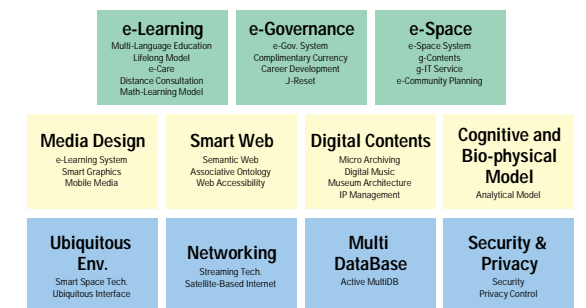 e-Learning
Multi-Language Education
Lifelong Model
e-Care
Distance Consultation
Math-Learning Model
e-Governance
e-Gov. System
Complimentary Currency
Career Development
J-Reset
e-Space
e-Space System
g-Contents
g-IT Service
e-Community Planning
Media Design
e-Learning System
Smart Graphics
Mobile Media
Smart Web
Semantic Web
Associative Ontology
Web Accessibility
Digital Contents
Micro Archiving
Digital Music
Museum Architecture
IP Management
Cognitive and
Bio-physical
Model
Analytical Model
Ubiquitous
Env.
Smart Space Tech.
Ubiquitous Interface
Networking
Streaming Tech.
Satellite-Based Internet
Multi
DataBase
Active MultiDB
Security &
Privacy
Security
Privacy Control